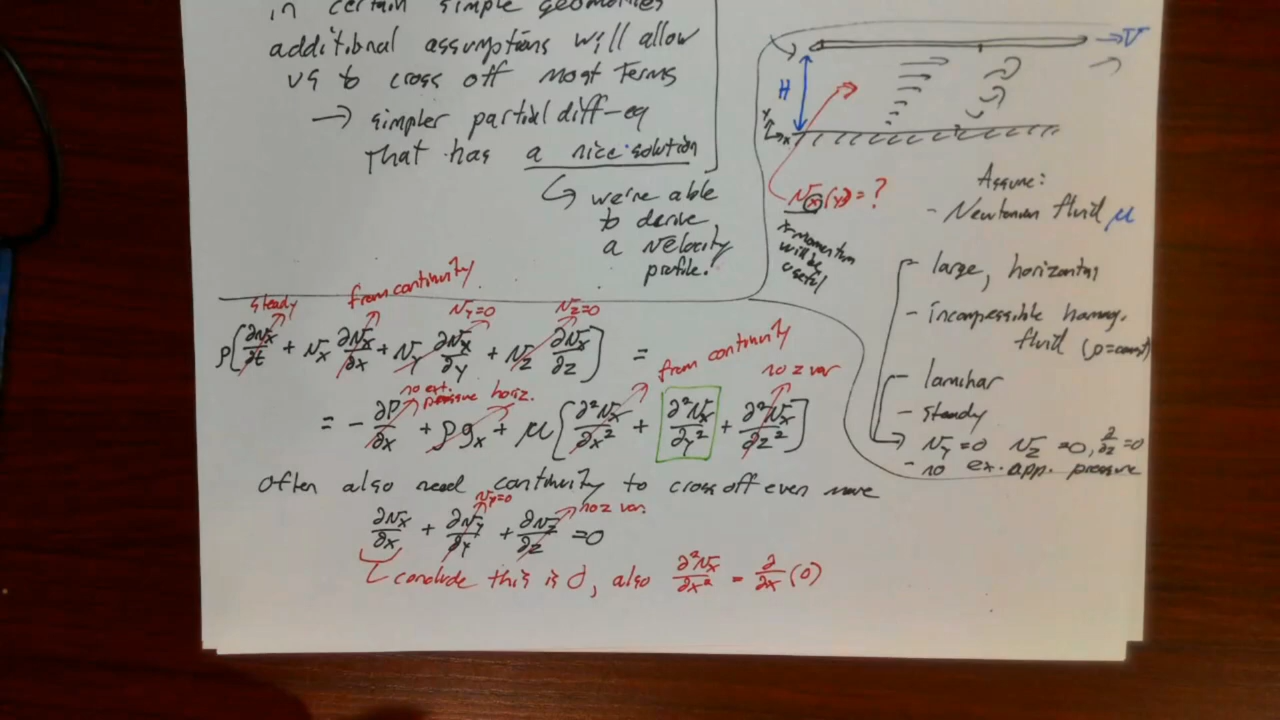 in certain simple geometries
additional assumptions will allow
us to cross off most terms
→ simpler partial diff-eq
that has a nice solution
↳ we're able
to derive
a velocity
profile!
V
H
y
x
v_x(y) = ?
x-momentum
will be
useful
Assume:
- Newtonian fluid μ
- large, horizontal
- incompressible homog.
fluid (ρ=const)
- laminar
- steady
→ v_y=0 v_z=0, ∂/∂z=0
- no ex. app. pressure
steady from continuity v_y=0 v_z=0
ρ[∂v_x/∂t + v_x ∂v_x/∂x + v_y ∂v_x/∂y + v_z ∂v_x/∂z] =
no ext. pressure horiz. from continuity no z var
= -∂P/∂x + ρg_x + μ[∂²v_x/∂x² + ∂²v_x/∂y² + ∂²v_x/∂z²]
Often also need continuity to cross off even more
v_y=0 no z var.
∂v_x/∂x + ∂v_y/∂y + ∂v_z/∂z = 0
conclude this is 0, also ∂²v_x/∂x² = ∂/∂x (0)